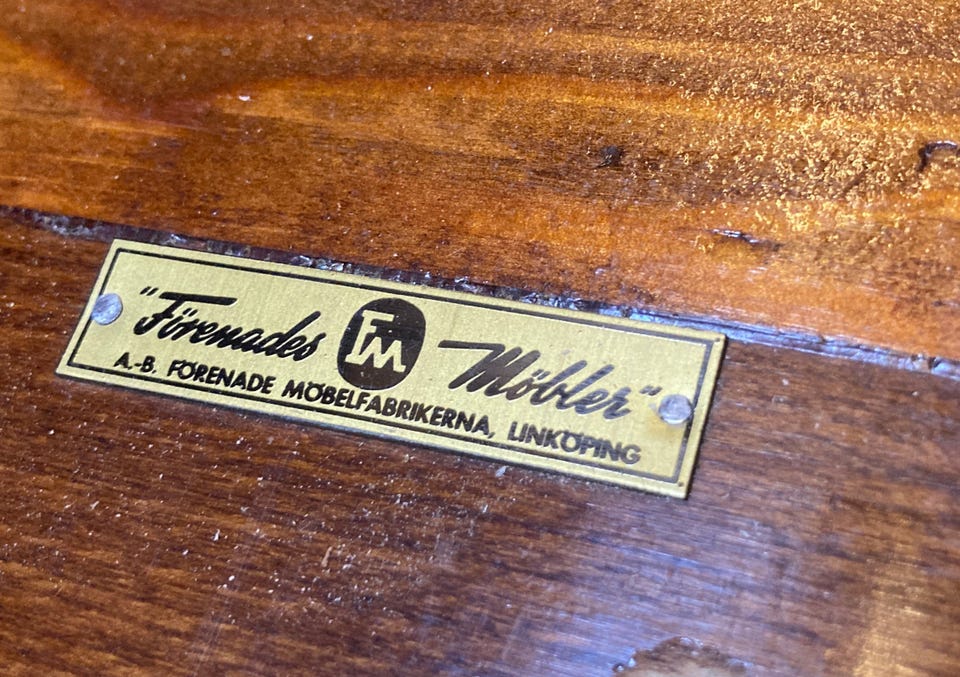 "Förenades FM Möbler"
A.-B. FÖRENADE MÖBELFABRIKERNA, LINKÖPING